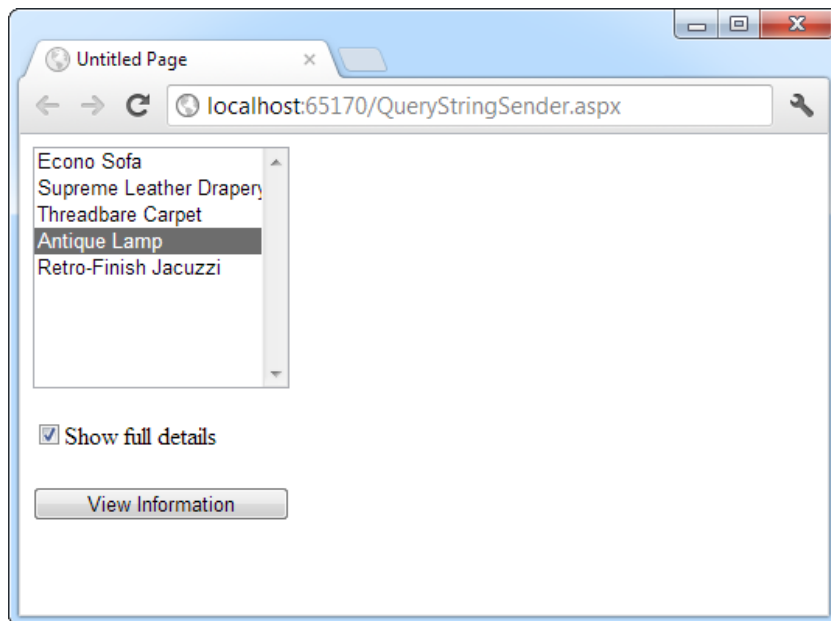 Untitled Page
localhost:65170/QueryStringSender.aspx
Econo Sofa
Supreme Leather Drapery
Threadbare Carpet
Antique Lamp
Retro-Finish Jacuzzi
Show full details
View Information